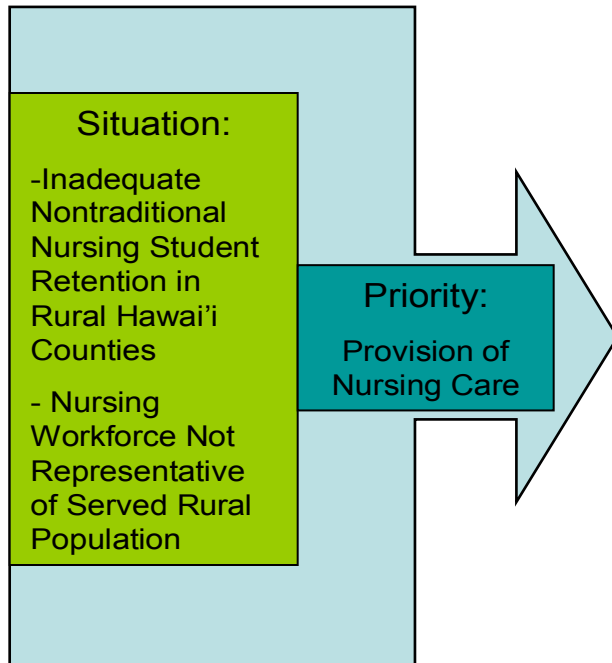 Situation:
-Inadequate
Nontraditional
Nursing Student
Retention in
Rural Hawai’i
Counties
- Nursing
Workforce Not
Representative
of Served Rural
Population
Priority:
Provision of
Nursing Care